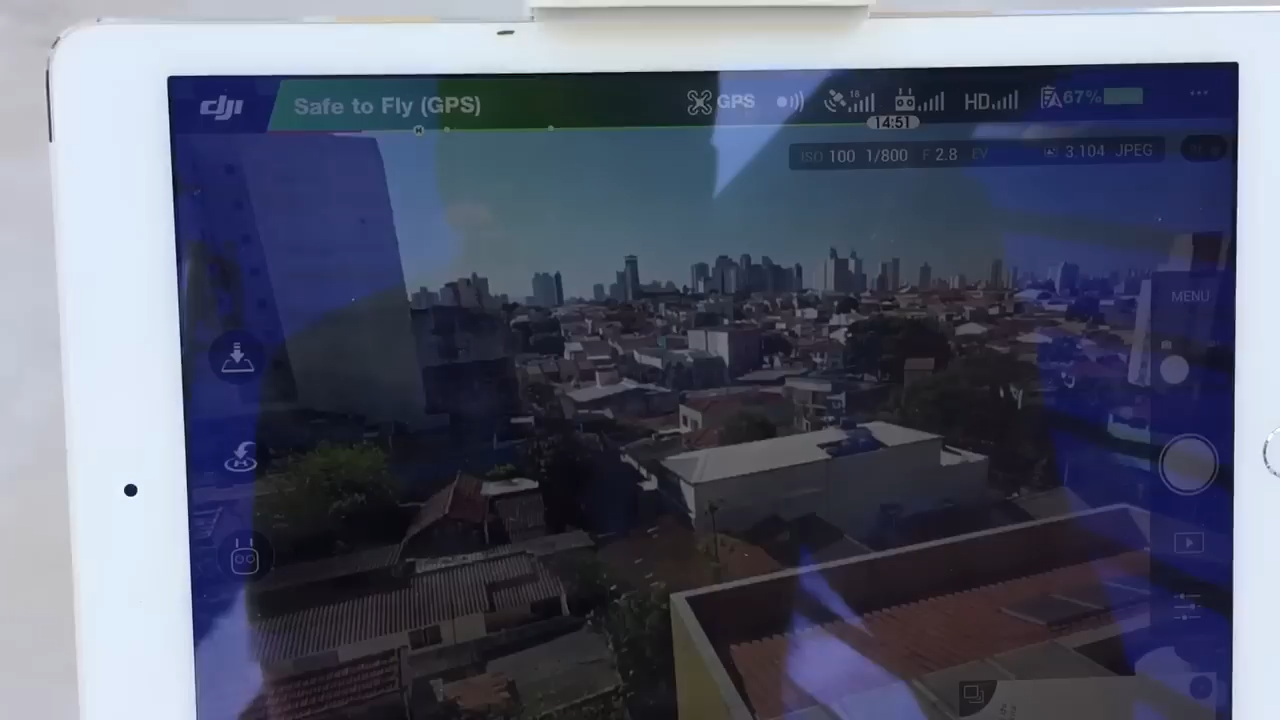 dji Safe to Fly (GPS) GPS 18 HD 67%
14:51
ISO 100 1/800 F 2.8 EV 3.104 JPEG
MENU